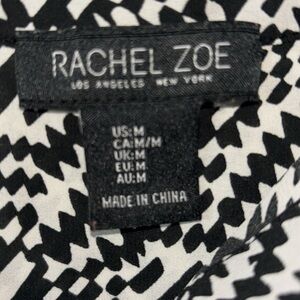 RACHEL ZOE
LOS ANGELES NEW YORK
US:M
CA:M/M
UK:M
EU:M
AU:M
MADE IN CHINA